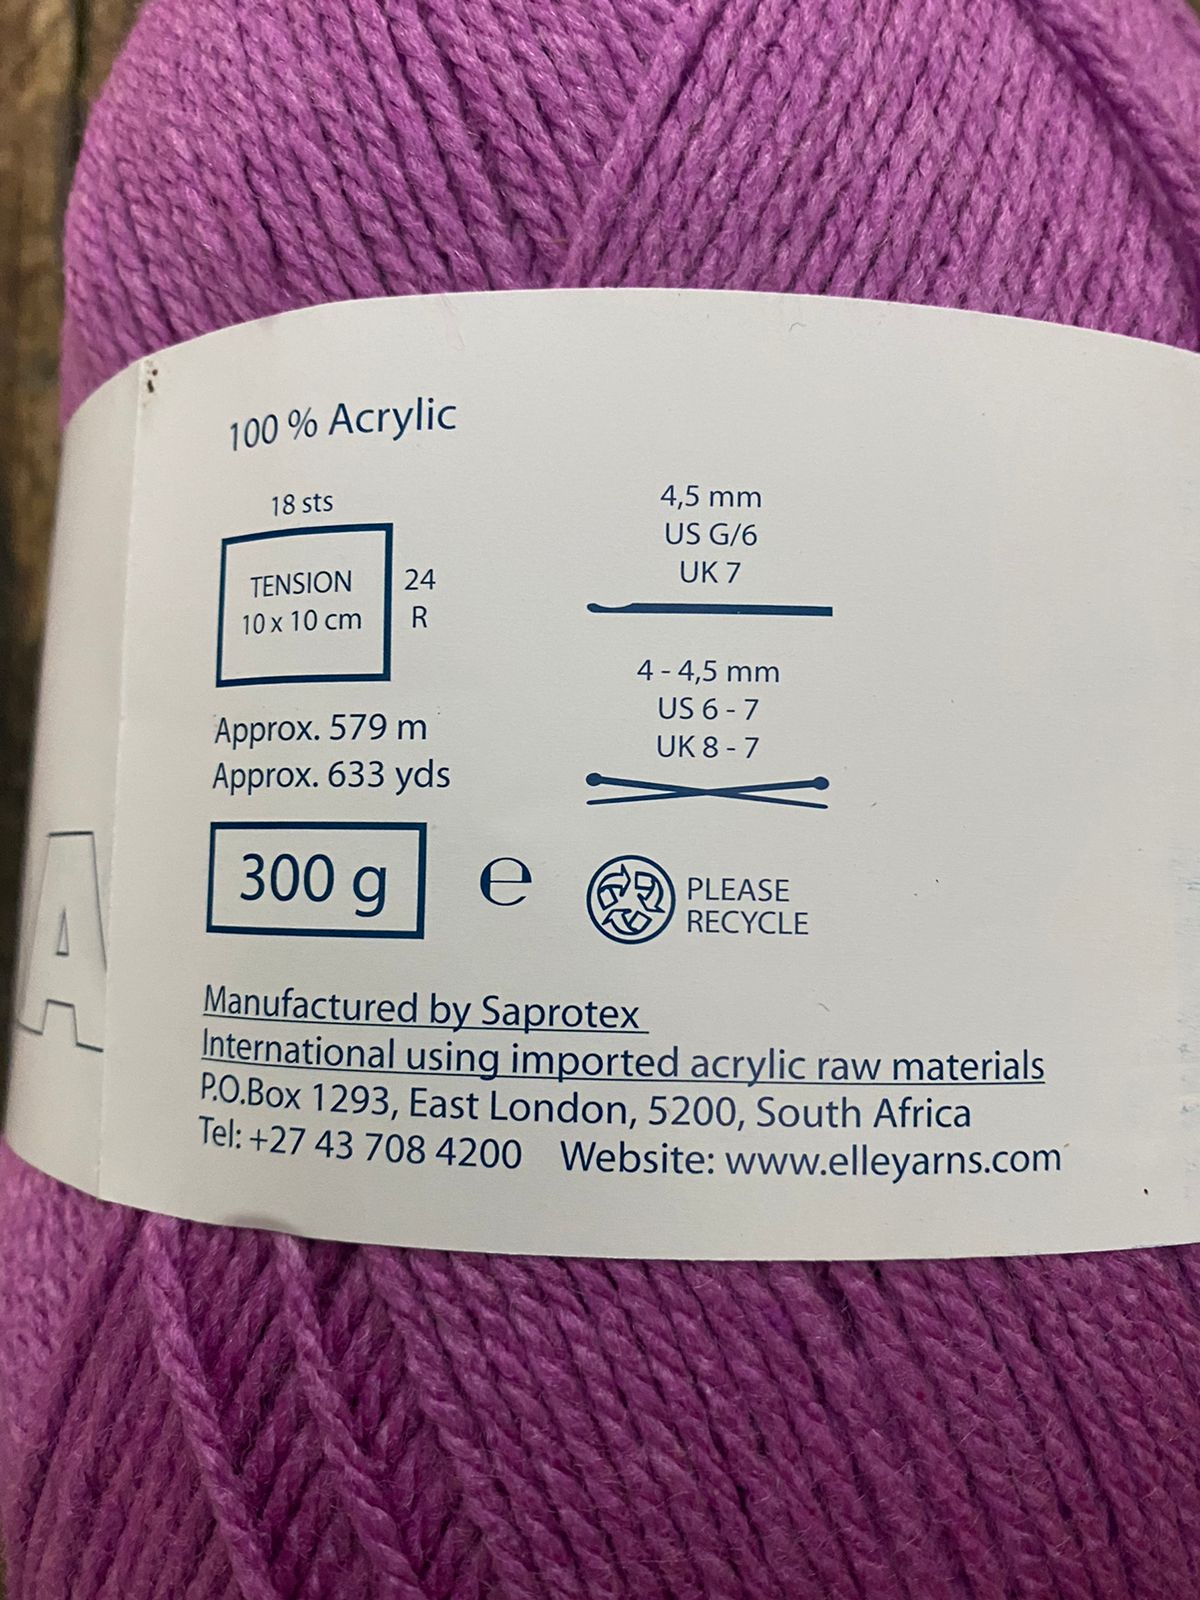 100 % Acrylic
18 sts
TENSION
10 x 10 cm
24
R
Approx. 579 m
Approx. 633 yds
300 g
℮
4,5 mm
US G/6
UK 7
4 - 4,5 mm
US 6 - 7
UK 8 - 7
PLEASE
RECYCLE
A
Manufactured by Saprotex
International using imported acrylic raw materials
P.O.Box 1293, East London, 5200, South Africa
Tel: +27 43 708 4200 Website: www.elleyarns.com